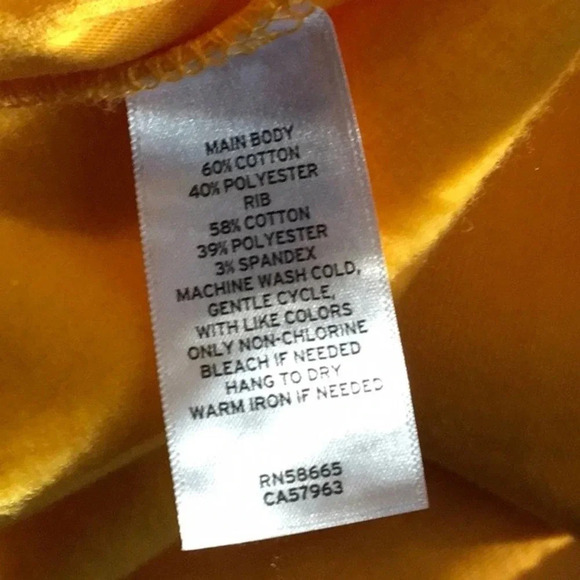 MAIN BODY
60% COTTON
40% POLYESTER
RIB
58% COTTON
39% POLYESTER
3% SPANDEX
MACHINE WASH COLD,
GENTLE CYCLE,
WITH LIKE COLORS
ONLY NON-CHLORINE
BLEACH IF NEEDED
HANG TO DRY
WARM IRON IF NEEDED
RN58665
CA57963